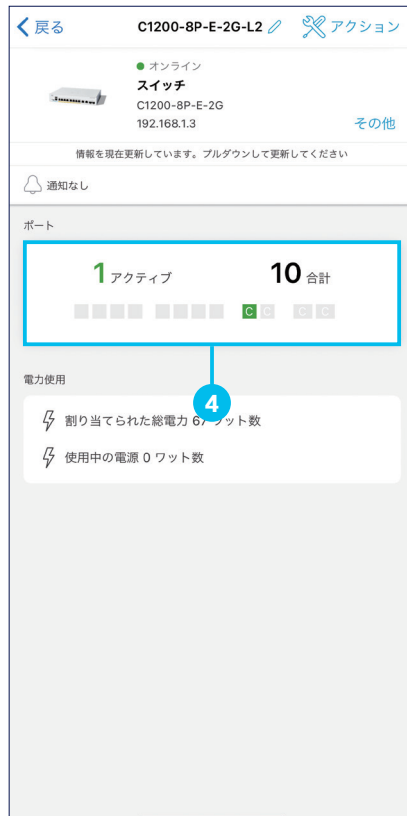 戻る C1200-8P-E-2G-L2 アクション
オンライン
スイッチ
C1200-8P-E-2G
192.168.1.3 その他
情報を現在更新しています。プルダウンして更新してください
通知なし
ポート
1 アクティブ 10 合計
C C C C
電力使用
4
割り当てられた総電力 67 ワット数
使用中の電源 0 ワット数